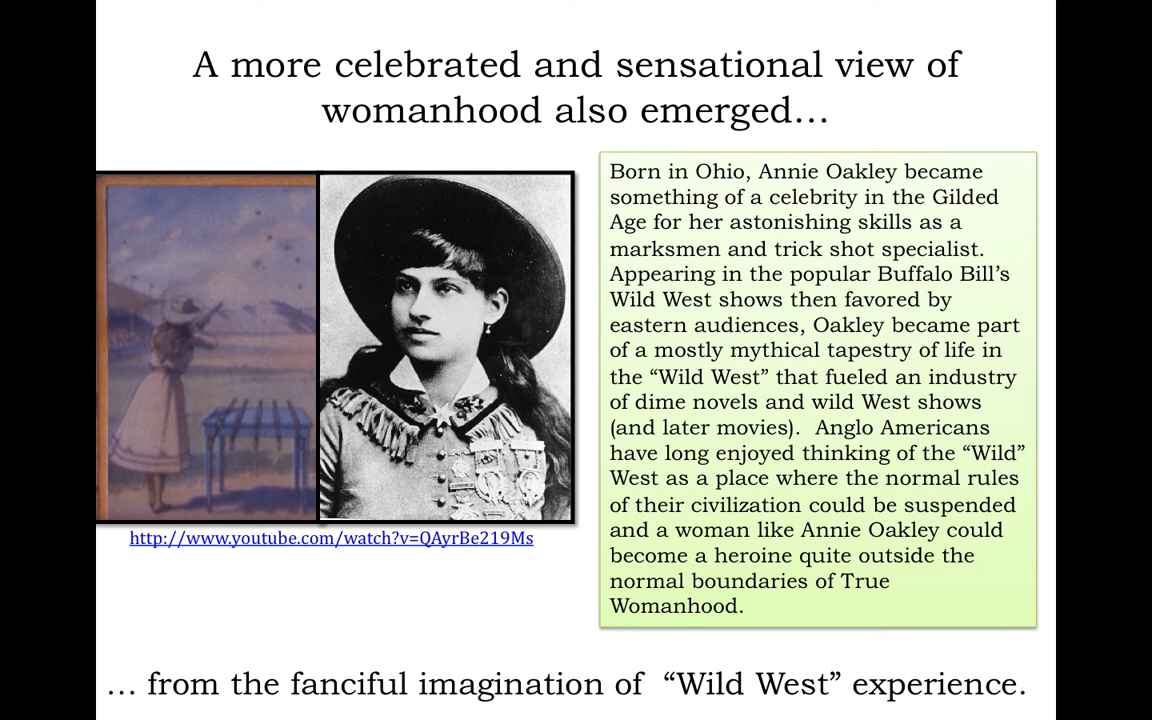 A more celebrated and sensational view of
womanhood also emerged…
Born in Ohio, Annie Oakley became
something of a celebrity in the Gilded
Age for her astonishing skills as a
marksmen and trick shot specialist.
Appearing in the popular Buffalo Bill’s
Wild West shows then favored by
eastern audiences, Oakley became part
of a mostly mythical tapestry of life in
the “Wild West” that fueled an industry
of dime novels and wild West shows
(and later movies).  Anglo Americans
have long enjoyed thinking of the “Wild”
West as a place where the normal rules
of their civilization could be suspended
and a woman like Annie Oakley could
become a heroine quite outside the
normal boundaries of True
Womanhood.
http://www.youtube.com/watch?v=QAyrBe219Ms
… from the fanciful imagination of  “Wild West” experience.